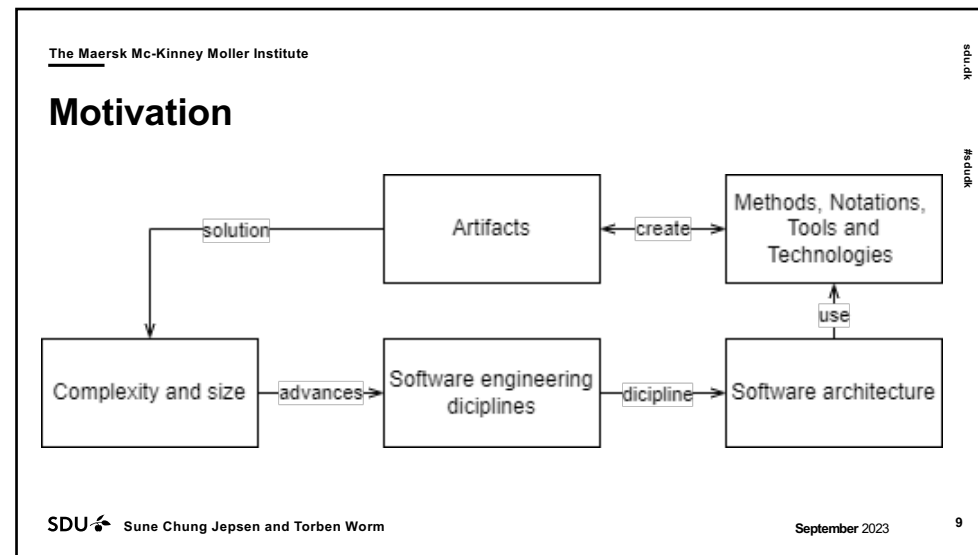 The Maersk Mc-Kinney Moller Institute
sdu.dk
#sdudk
Motivation
solution
Artifacts
create
Methods, Notations,
Tools and
Technologies
use
Complexity and size
advances
Software engineering
diciplines
dicipline
Software architecture
SDU
Sune Chung Jepsen and Torben Worm
September 2023
9